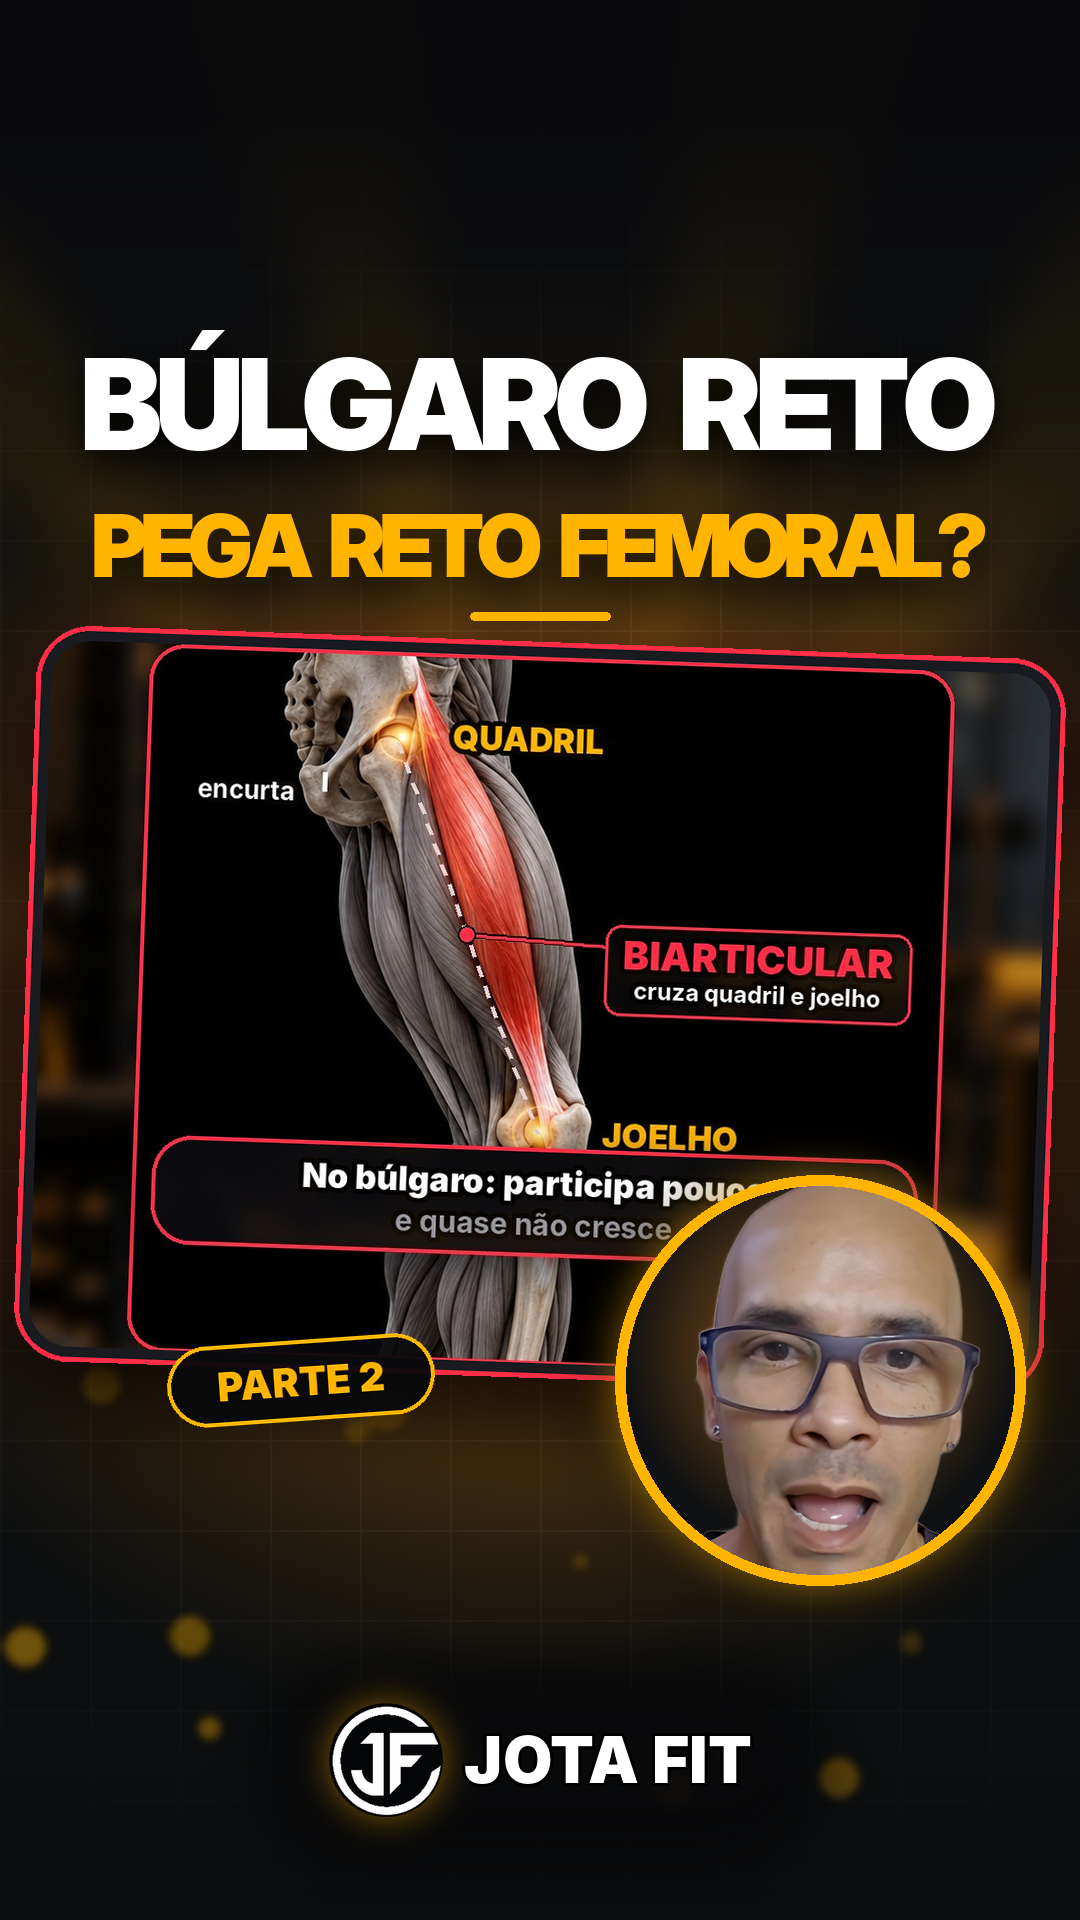 BÚLGARO RETO
PEGA RETO FEMORAL?
QUADRIL
encurta
BIARTICULAR
cruza quadril e joelho
JOELHO
No búlgaro: participa
e quase não cresce
PARTE 2
JF
JOTA FIT